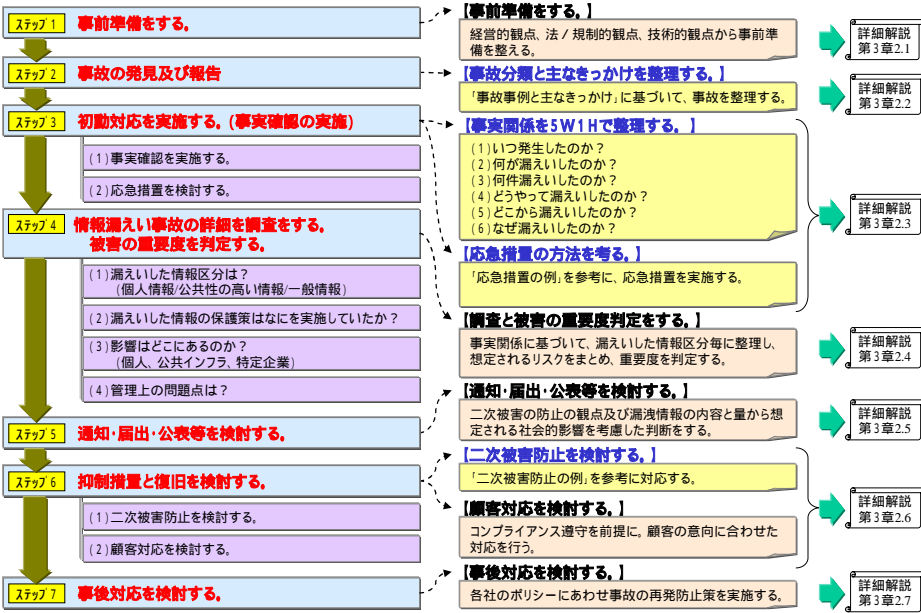 ステップ1 事前準備をする。
ステップ2 事故の発見及び報告
ステップ3 初動対応を実施する。(事実確認の実施)
(1)事実確認を実施する。
(2)応急措置を検討する。
ステップ4 情報漏えい事故の詳細を調査をする。
被害の重要度を判定する。
(1)漏えいした情報区分は?
(個人情報/公共性の高い情報/一般情報)
(2)漏えいした情報の保護策はなにを実施していたか?
(3)影響はどこにあるのか?
(個人、公共インフラ、特定企業)
(4)管理上の問題点は?
ステップ5 通知・届出・公表等を検討する。
ステップ6 抑制措置と復旧を検討する。
(1)二次被害防止を検討する。
(2)顧客対応を検討する。
ステップ7 事後対応を検討する。
【事前準備をする。】
経営的観点、法/規制的観点、技術的観点から事前準
備を整える。
【事故分類と主なきっかけを整理する。】
「事故事例と主なきっかけ」に基づいて、事故を整理する。
【事実関係を5W1Hで整理する。】
(1)いつ発生したのか?
(2)何が漏えいしたのか?
(3)何件漏えいしたのか?
(4)どうやって漏えいしたのか?
(5)どこから漏えいしたのか?
(6)なぜ漏えいしたのか?
【応急措置の方法を考る。】
「応急措置の例」を参考に、応急措置を実施する。
【調査と被害の重要度判定をする。】
事実関係に基づいて、漏えいした情報区分毎に整理し、
想定されるリスクをまとめ、重要度を判定する。
【通知・届出・公表等を検討する。】
二次被害の防止の観点及び漏洩情報の内容と量から想
定される社会的影響を考慮した判断をする。
【二次被害防止を検討する。】
「二次被害防止の例」を参考に対応する。
【顧客対応を検討する。】
コンプライアンス遵守を前提に。顧客の意向に合わせた
対応を行う。
【事後対応を検討する。】
各社のポリシーにあわせ事故の再発防止策を実施する。
詳細解説
第3章2.1
詳細解説
第3章2.2
詳細解説
第3章2.3
詳細解説
第3章2.4
詳細解説
第3章2.5
詳細解説
第3章2.6
詳細解説
第3章2.7